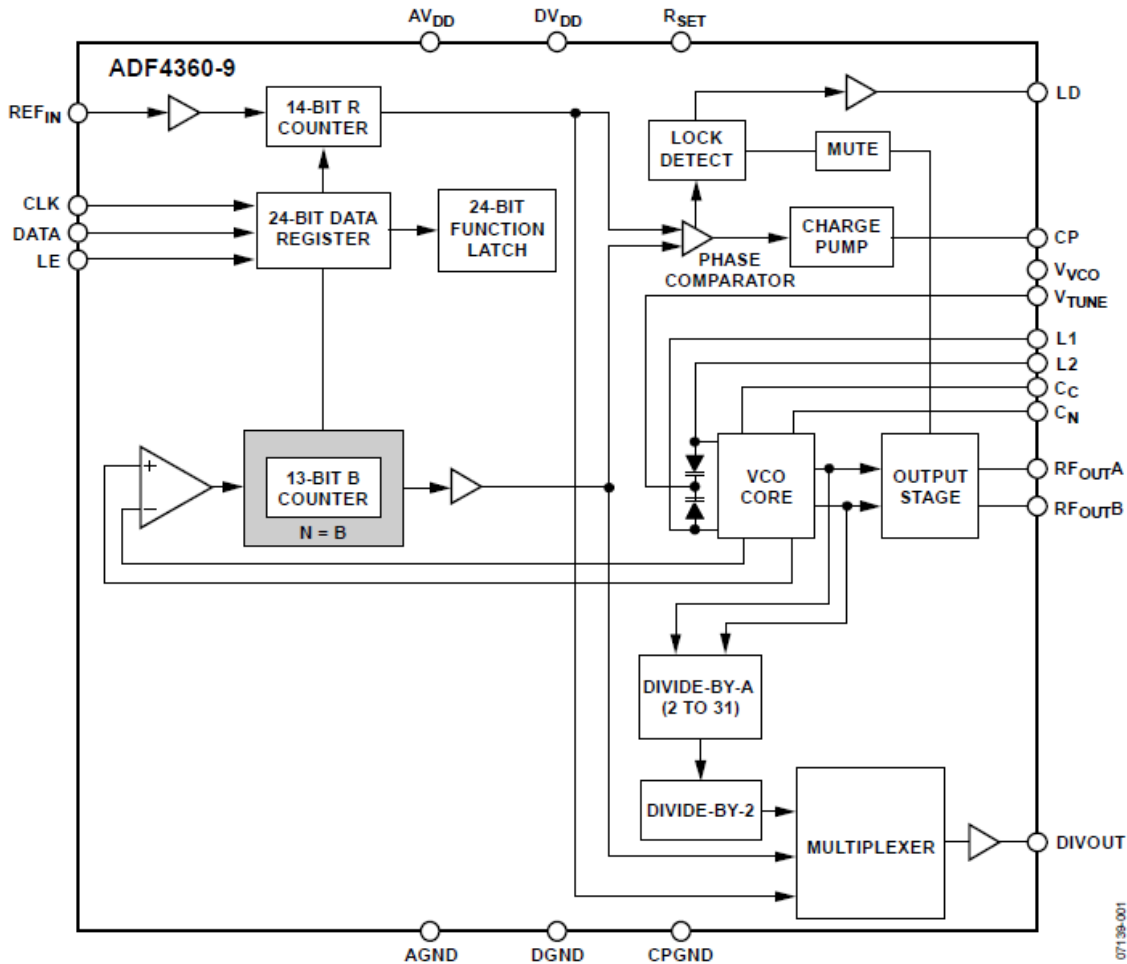 AVDD
DVDD
RSET
ADF4360-9
REFIN
14-BIT R
COUNTER
LD
LOCK
DETECT
MUTE
CLK
DATA
LE
24-BIT DATA
REGISTER
24-BIT
FUNCTION
LATCH
CHARGE
PUMP
PHASE
COMPARATOR
CP
VVCO
VTUNE
L1
L2
CC
CN
+
−
13-BIT B
COUNTER
N = B
VCO
CORE
OUTPUT
STAGE
RFOUTA
RFOUTB
DIVIDE-BY-A
(2 TO 31)
DIVIDE-BY-2
MULTIPLEXER
DIVOUT
AGND
DGND
CPGND
07139-001